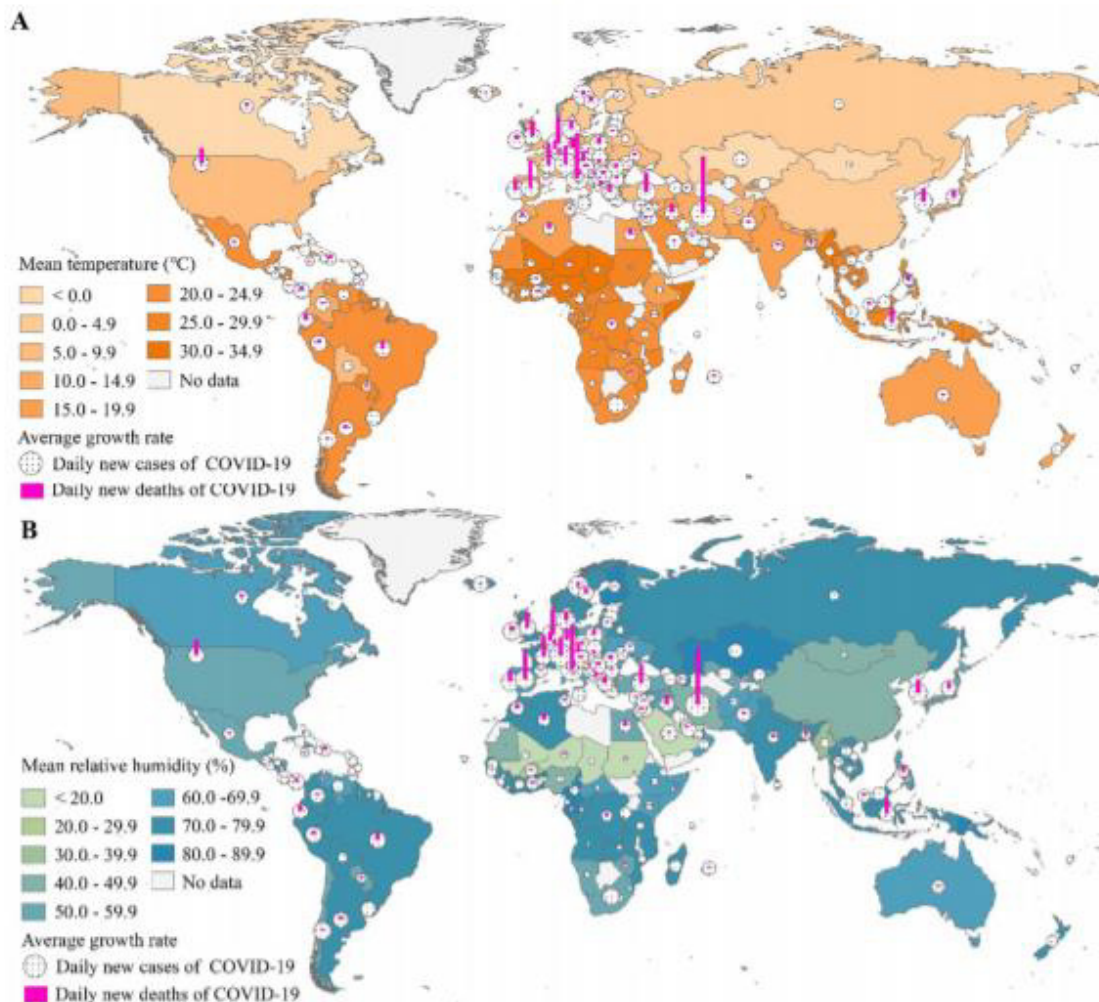 A
Mean temperature (℃)
< 0.0
0.0 - 4.9
5.0 - 9.9
10.0 - 14.9
15.0 - 19.9
20.0 - 24.9
25.0 - 29.9
30.0 - 34.9
No data
Average growth rate
Daily new cases of COVID-19
Daily new deaths of COVID-19
B
Mean relative humidity (%)
< 20.0
20.0 - 29.9
30.0 - 39.9
40.0 - 49.9
50.0 - 59.9
60.0 -69.9
70.0 - 79.9
80.0 - 89.9
No data
Average growth rate
Daily new cases of COVID-19
Daily new deaths of COVID-19